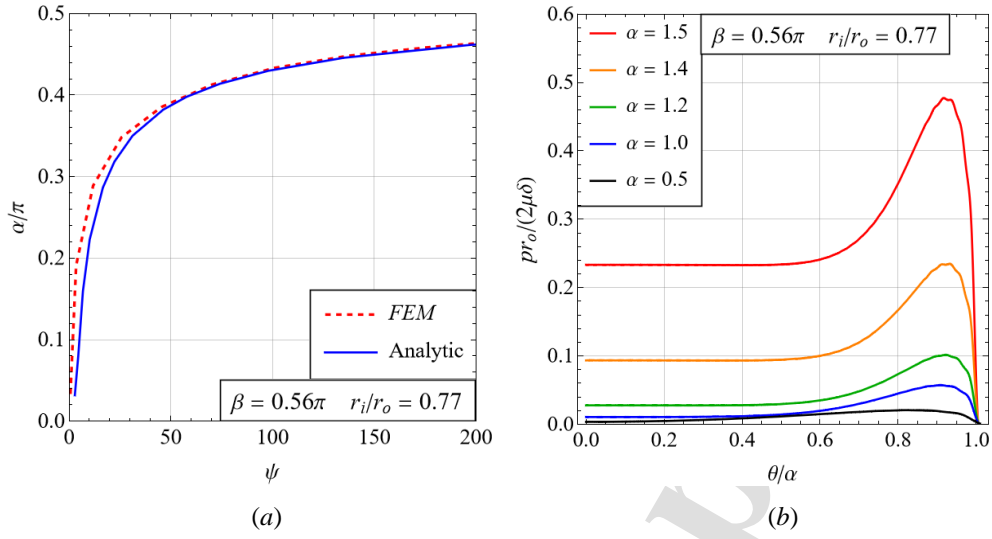 0.5
0.4
0.3
0.2
0.1
0.0
0 50 100 150 200
α/π
ψ
FEM
Analytic
β = 0.56π r_i/r_o = 0.77
(a)
0.6
0.5
0.4
0.3
0.2
0.1
0.0
0.0 0.2 0.4 0.6 0.8 1.0
pr_o/(2μδ)
θ/α
α = 1.5
α = 1.4
α = 1.2
α = 1.0
α = 0.5
β = 0.56π r_i/r_o = 0.77
(b)